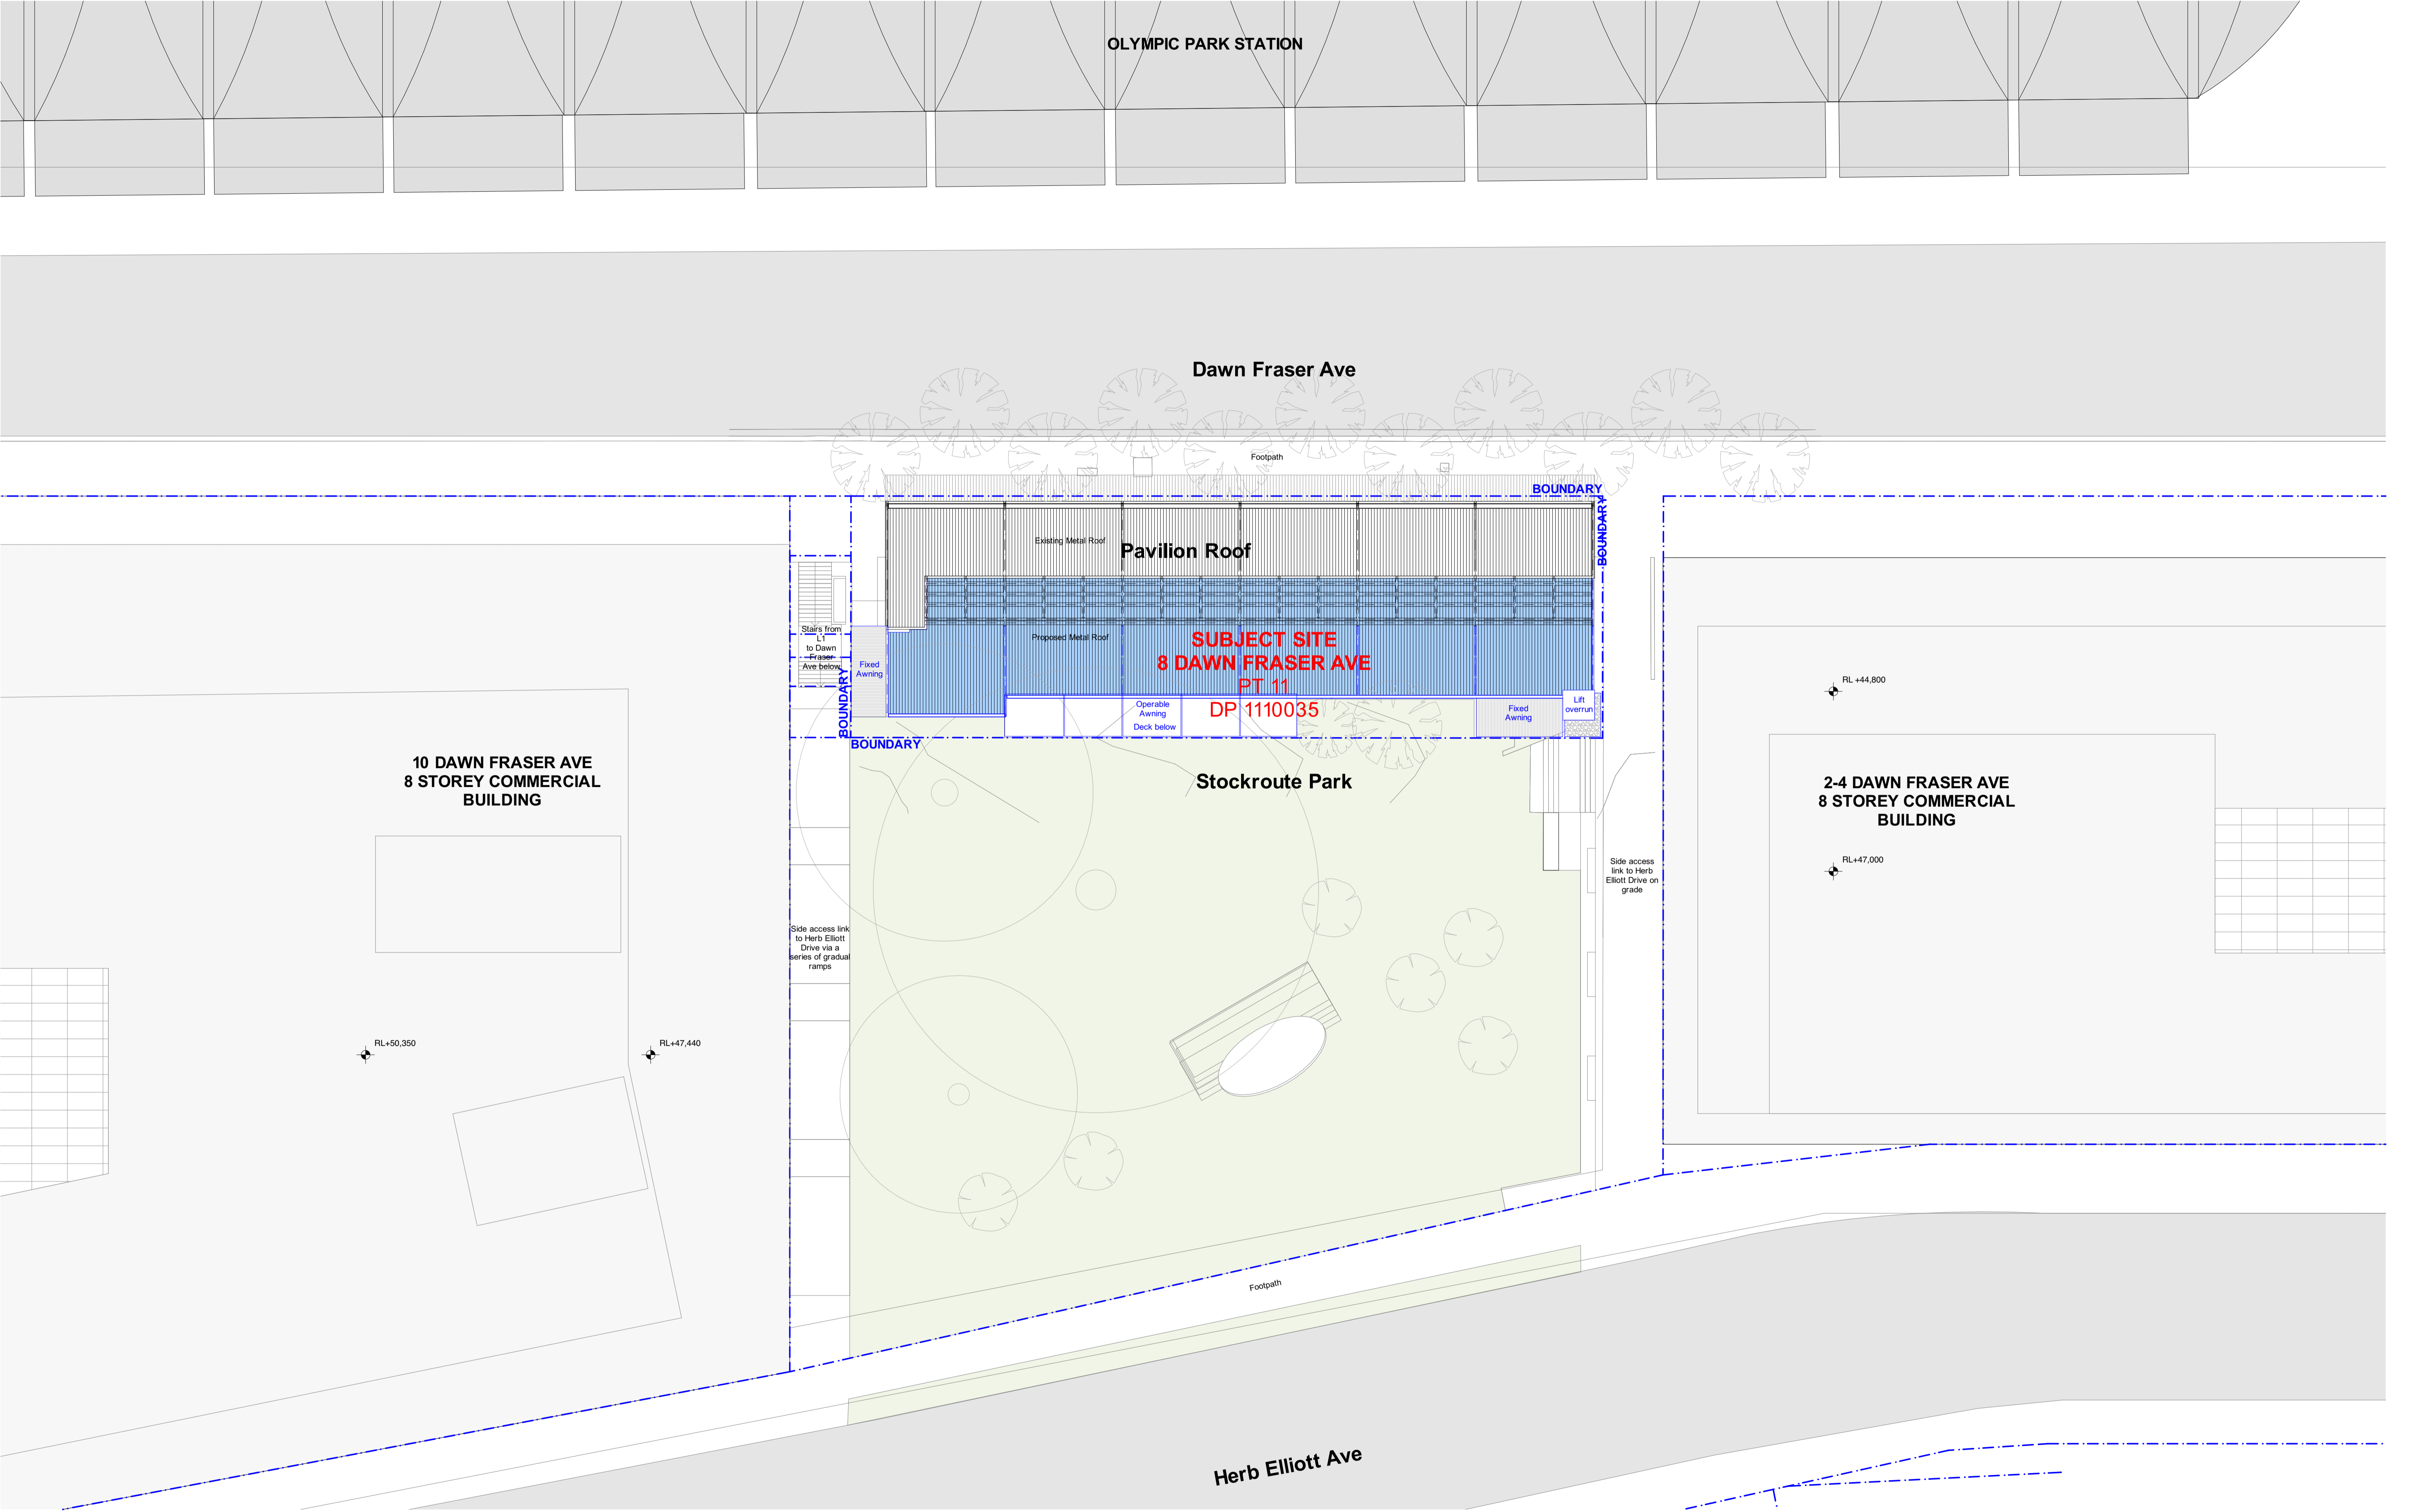 OLYMPIC PARK STATION
Dawn Fraser Ave
Footpath
BOUNDARY
BOUNDARY
Existing Metal Roof
Pavilion Roof
Stairs from
L1
to Dawn
Fraser
Ave below
Proposed Metal Roof
SUBJECT SITE
8 DAWN FRASER AVE
PT 11
DP 1110035
Fixed
Awning
BOUNDARY
BOUNDARY
Operable
Awning
Deck below
Fixed
Awning
Lift
overrun
RL +44,800
10 DAWN FRASER AVE
8 STOREY COMMERCIAL
BUILDING
Stockroute Park
2-4 DAWN FRASER AVE
8 STOREY COMMERCIAL
BUILDING
RL+47,000
Side access
link to Herb
Elliott Drive on
grade
Side access link
to Herb Elliott
Drive via a
series of gradual
ramps
RL+50,350
RL+47,440
Footpath
Herb Elliott Ave